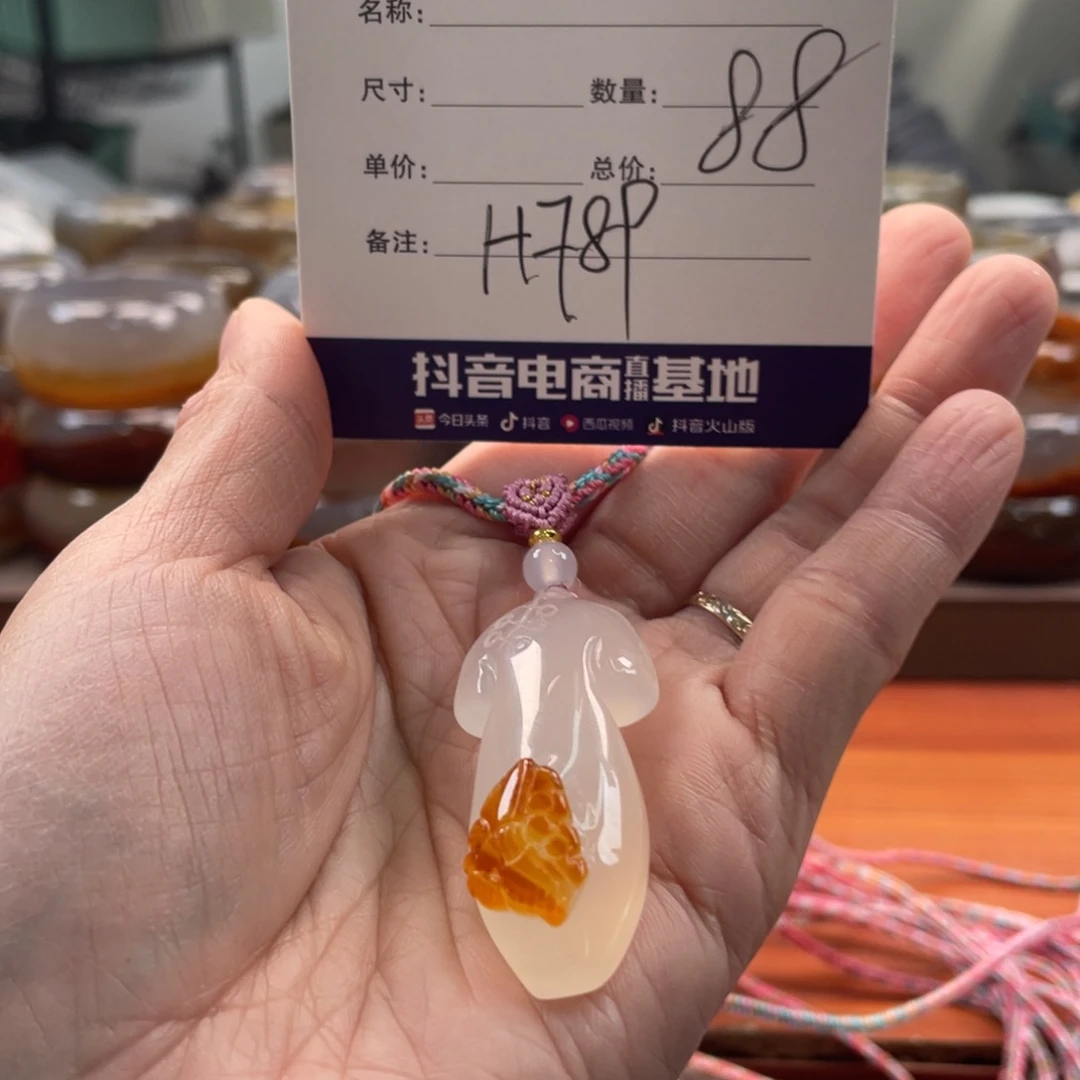 名称：
尺寸： 数量： 88
单价： 总价：
备注： H78P
抖音电商直播基地
今日头条 抖音 西瓜视频 抖音火山版